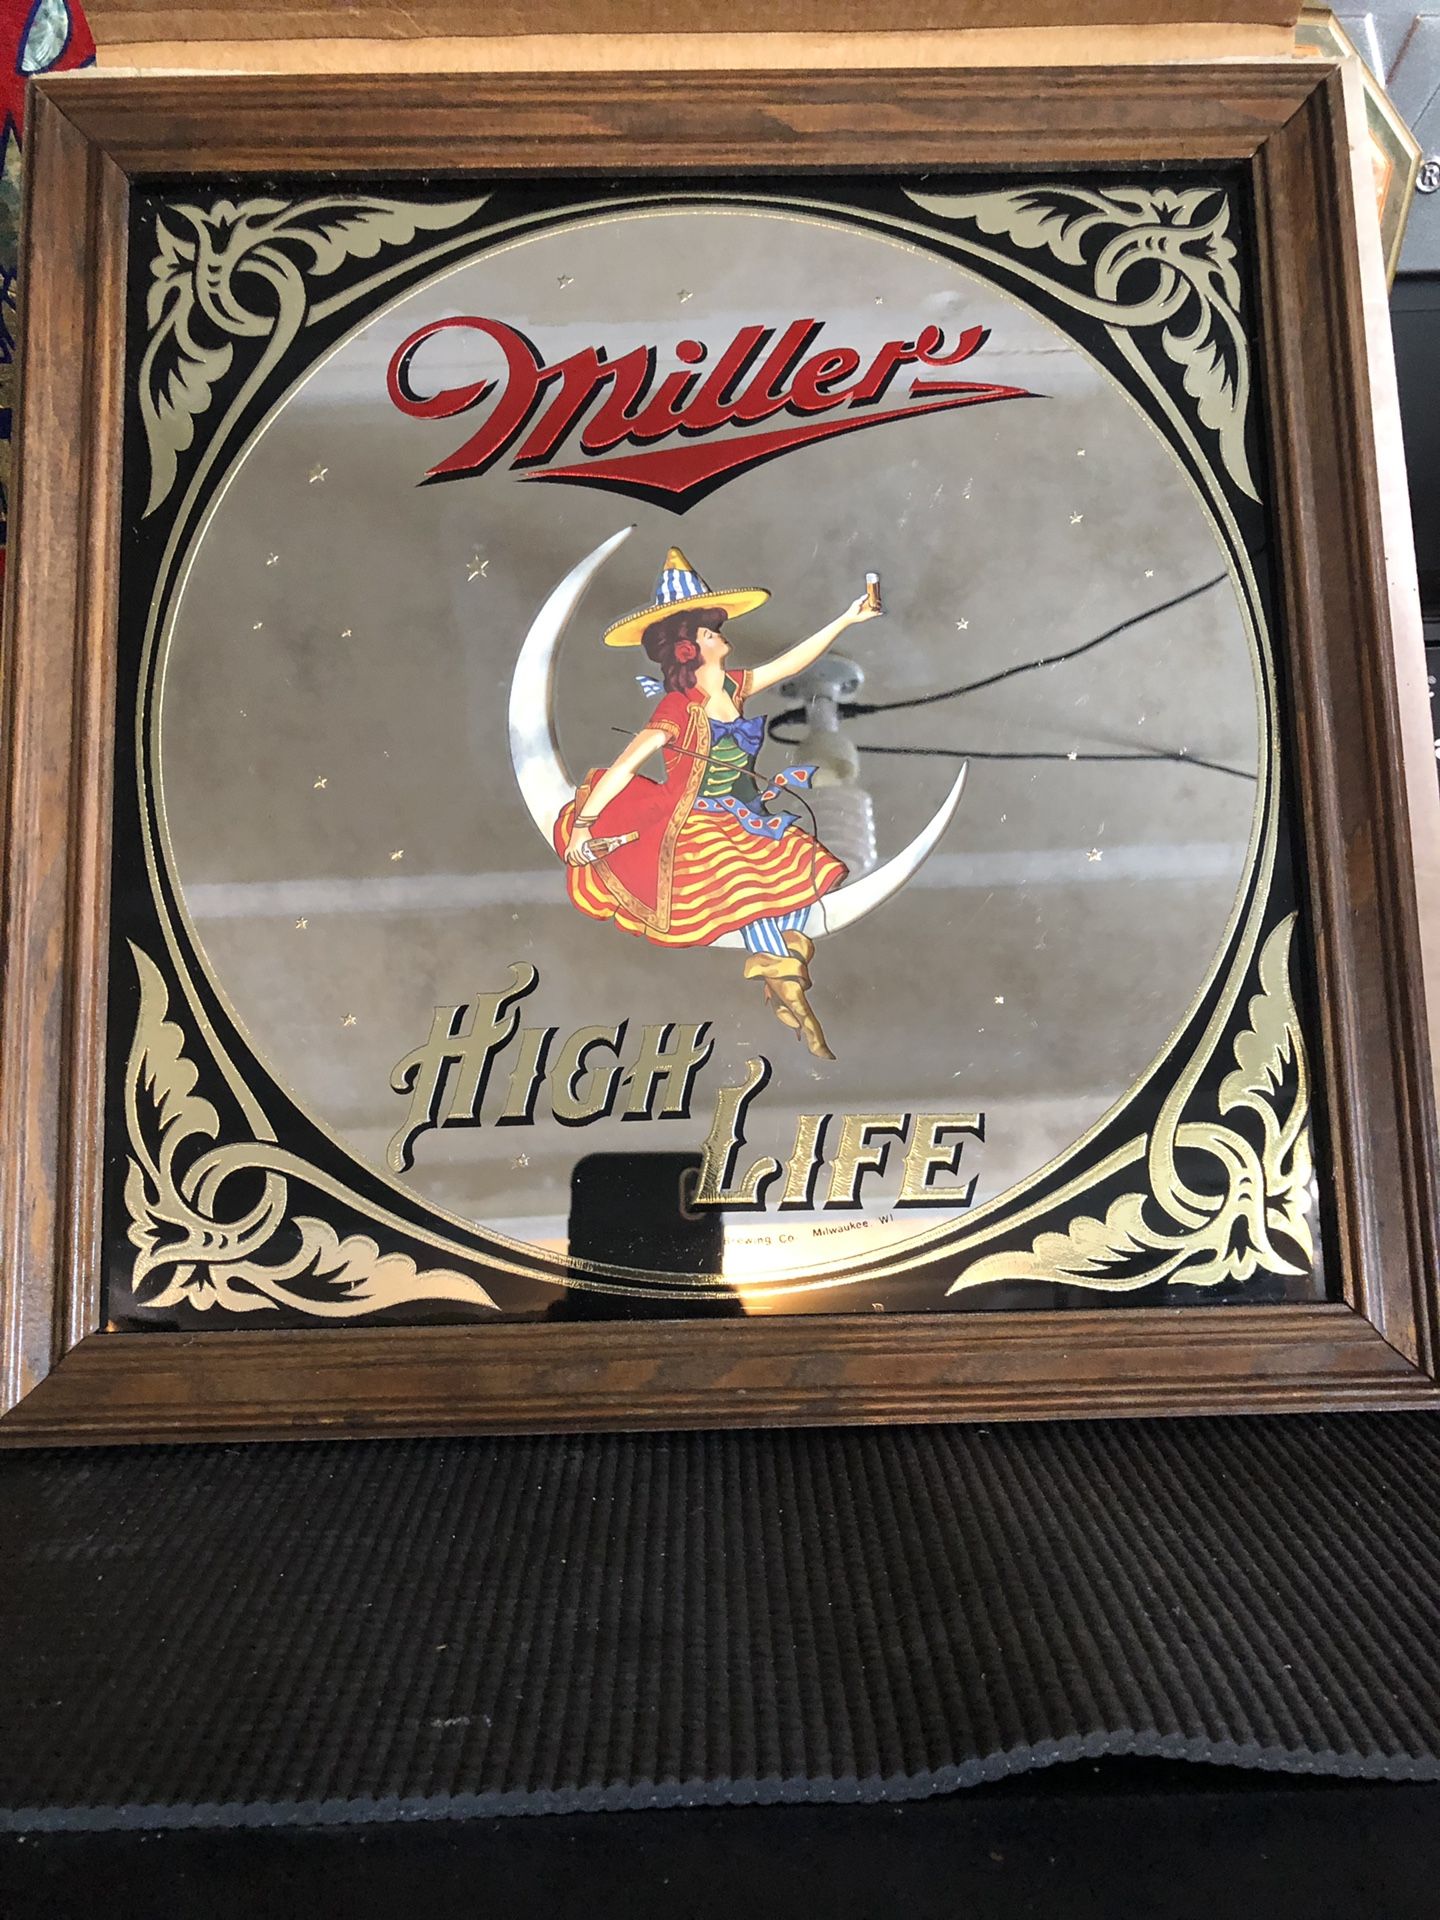 Miller
HIGH
LIFE
Brewing Co. Milwaukee, WI
®